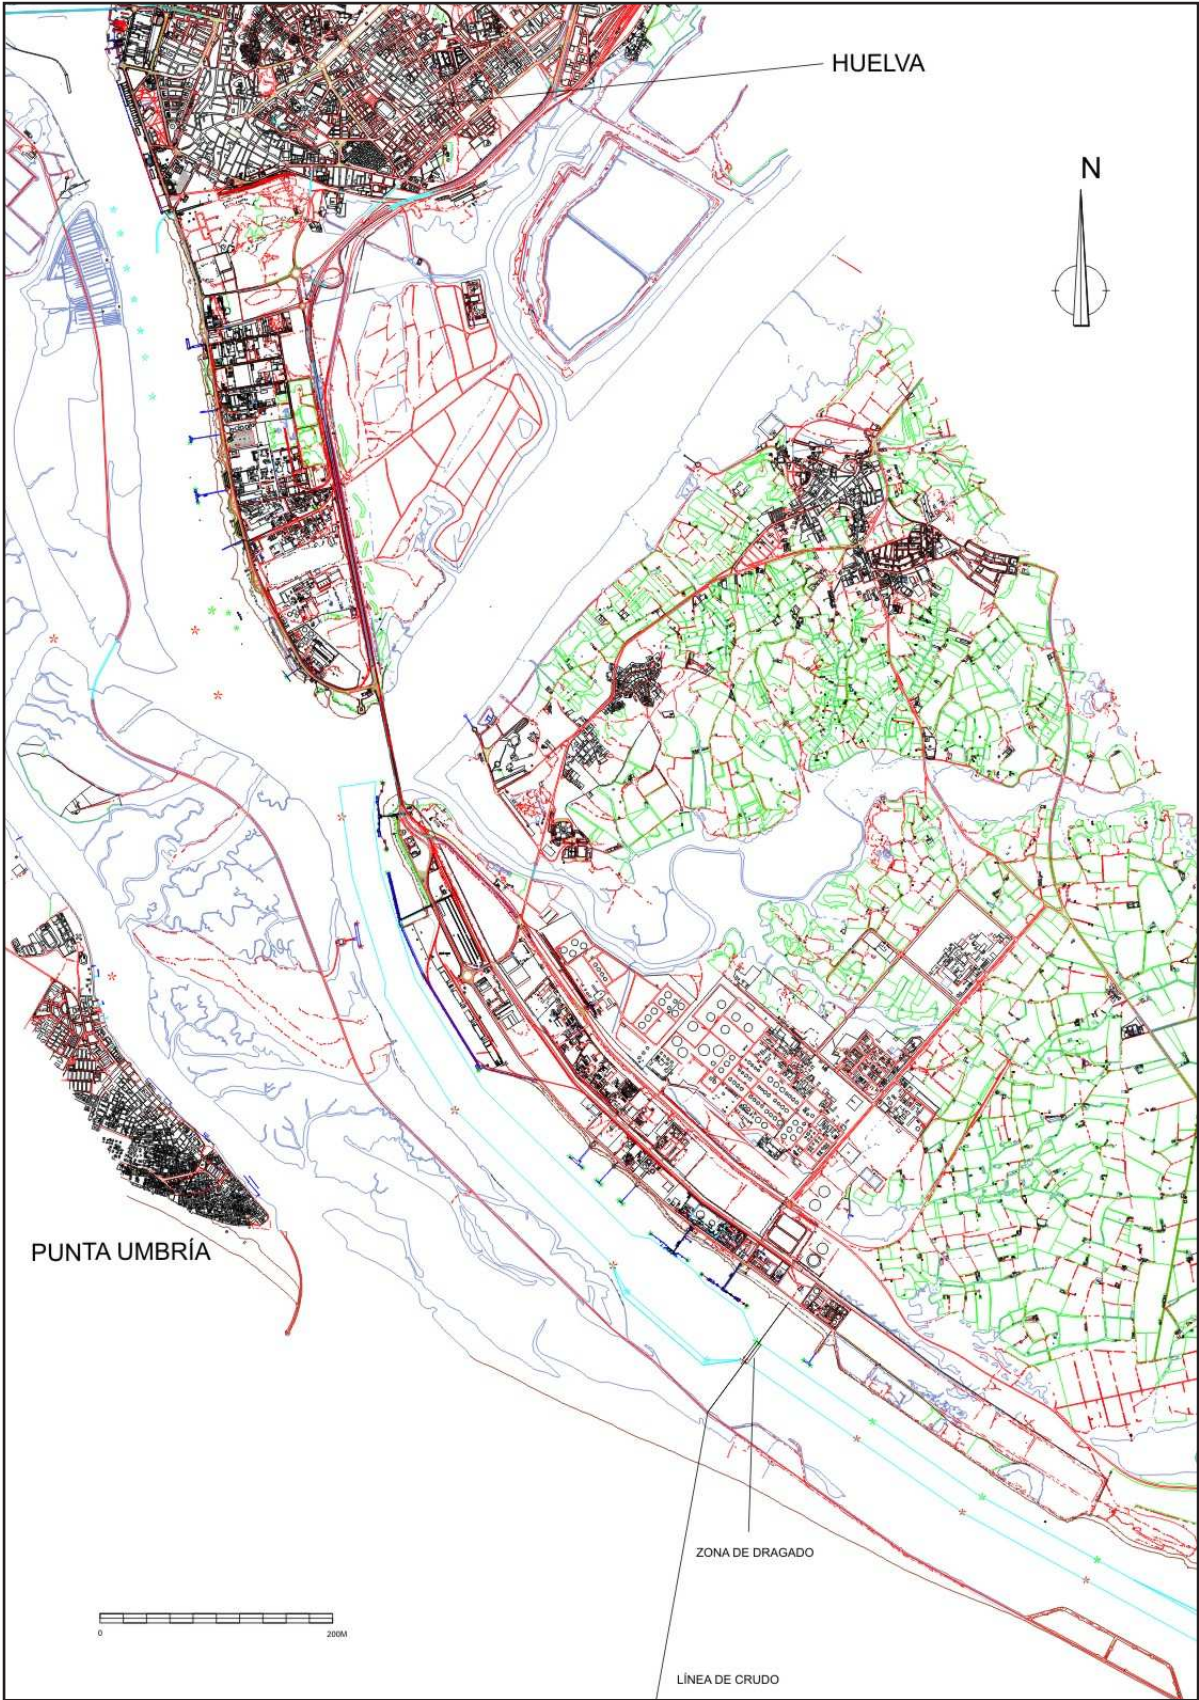 HUELVA
N
PUNTA UMBRÍA
ZONA DE DRAGADO
0 200M
LÍNEA DE CRUDO